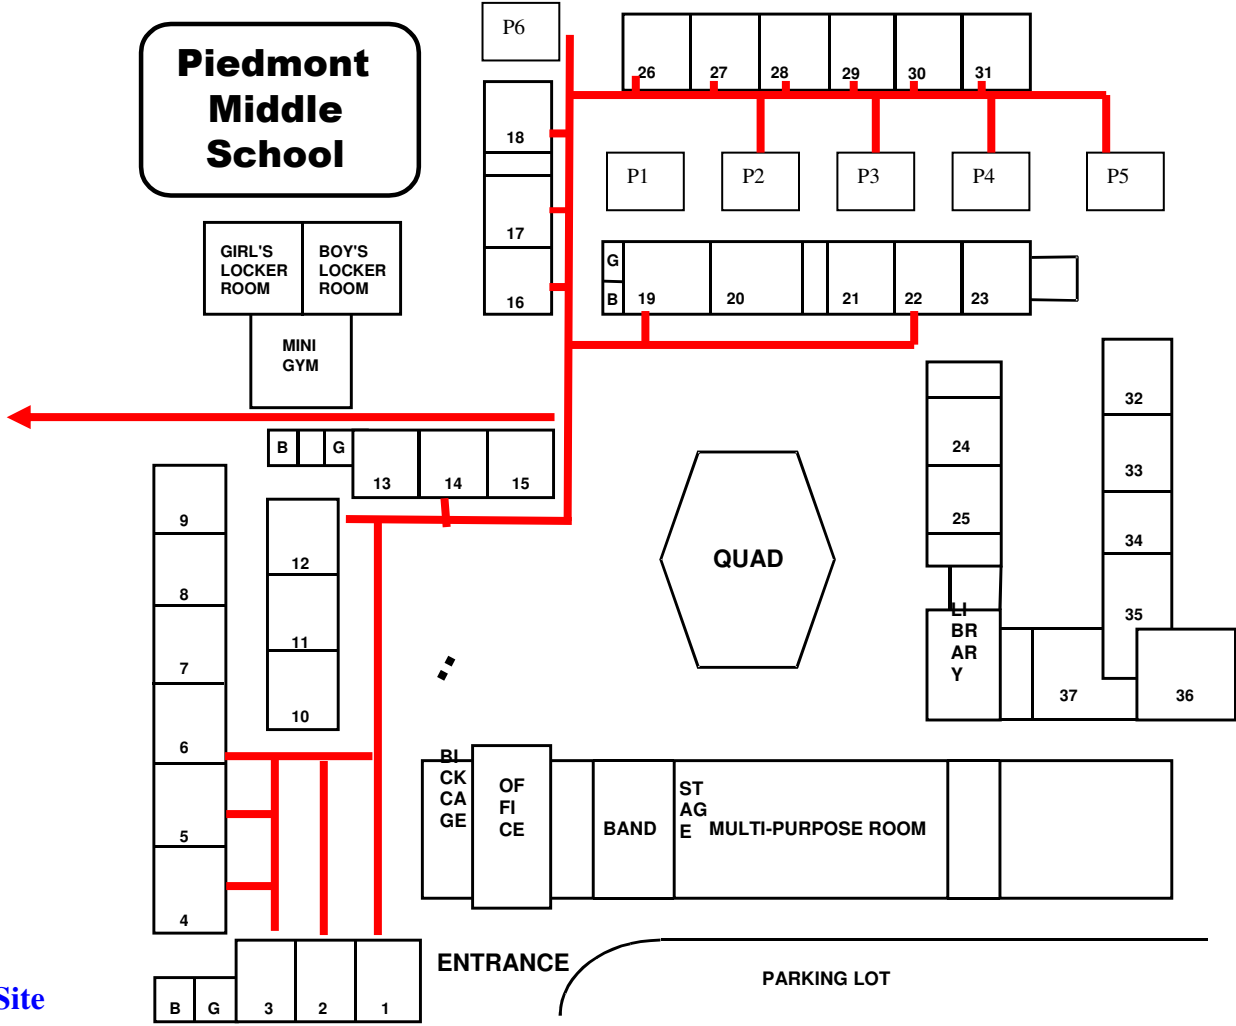 P6
Piedmont
Middle
School
26 27 28 29 30 31
18
P1 P2 P3 P4 P5
17
GIRL'S
LOCKER
ROOM
BOY'S
LOCKER
ROOM
16
G
B
19 20 21 22 23
MINI
GYM
32
B G
13 14 15
24
33
9
25
34
12
QUAD
8
LI
BR
AR
Y
35
11
7
37 36
10
6
BI
CK
CA
GE
OF
FI
CE
BAND
ST
AG
E
MULTI-PURPOSE ROOM
5
4
ENTRANCE
PARKING LOT
Site
B G 3 2 1